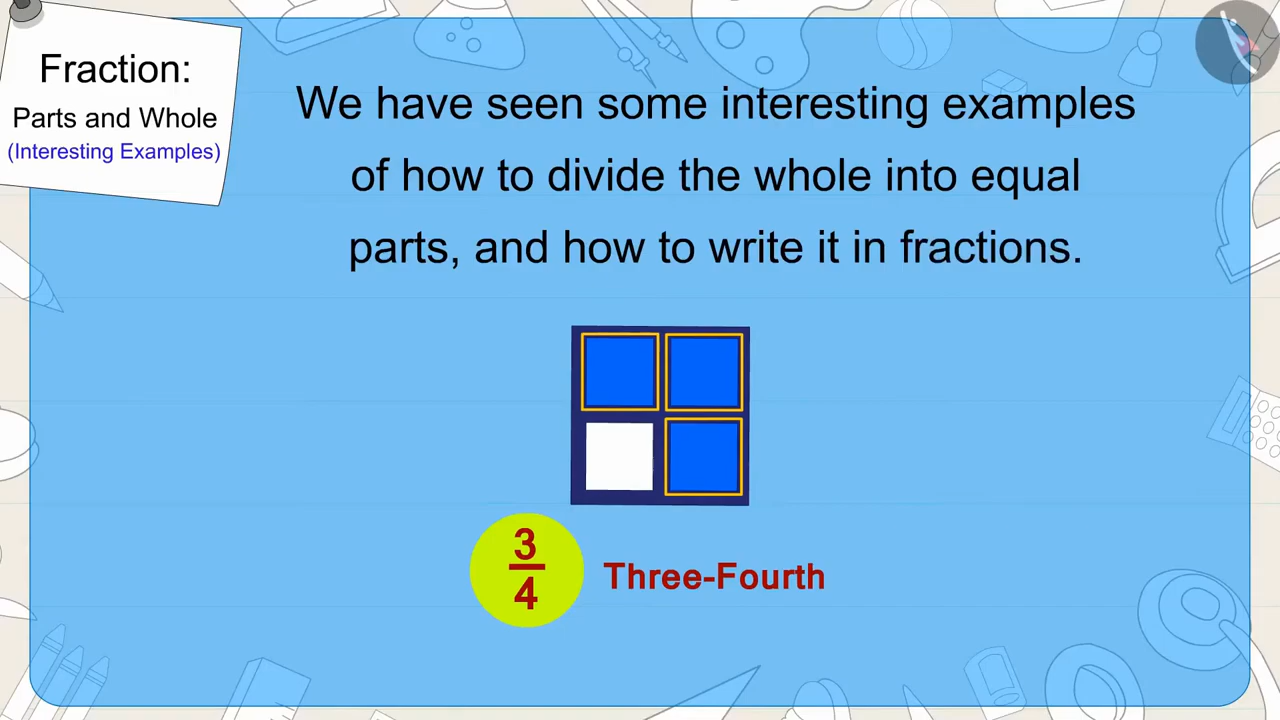 Fraction:
Parts and Whole
(Interesting Examples)
We have seen some interesting examples
of how to divide the whole into equal
parts, and how to write it in fractions.
3
4
Three-Fourth